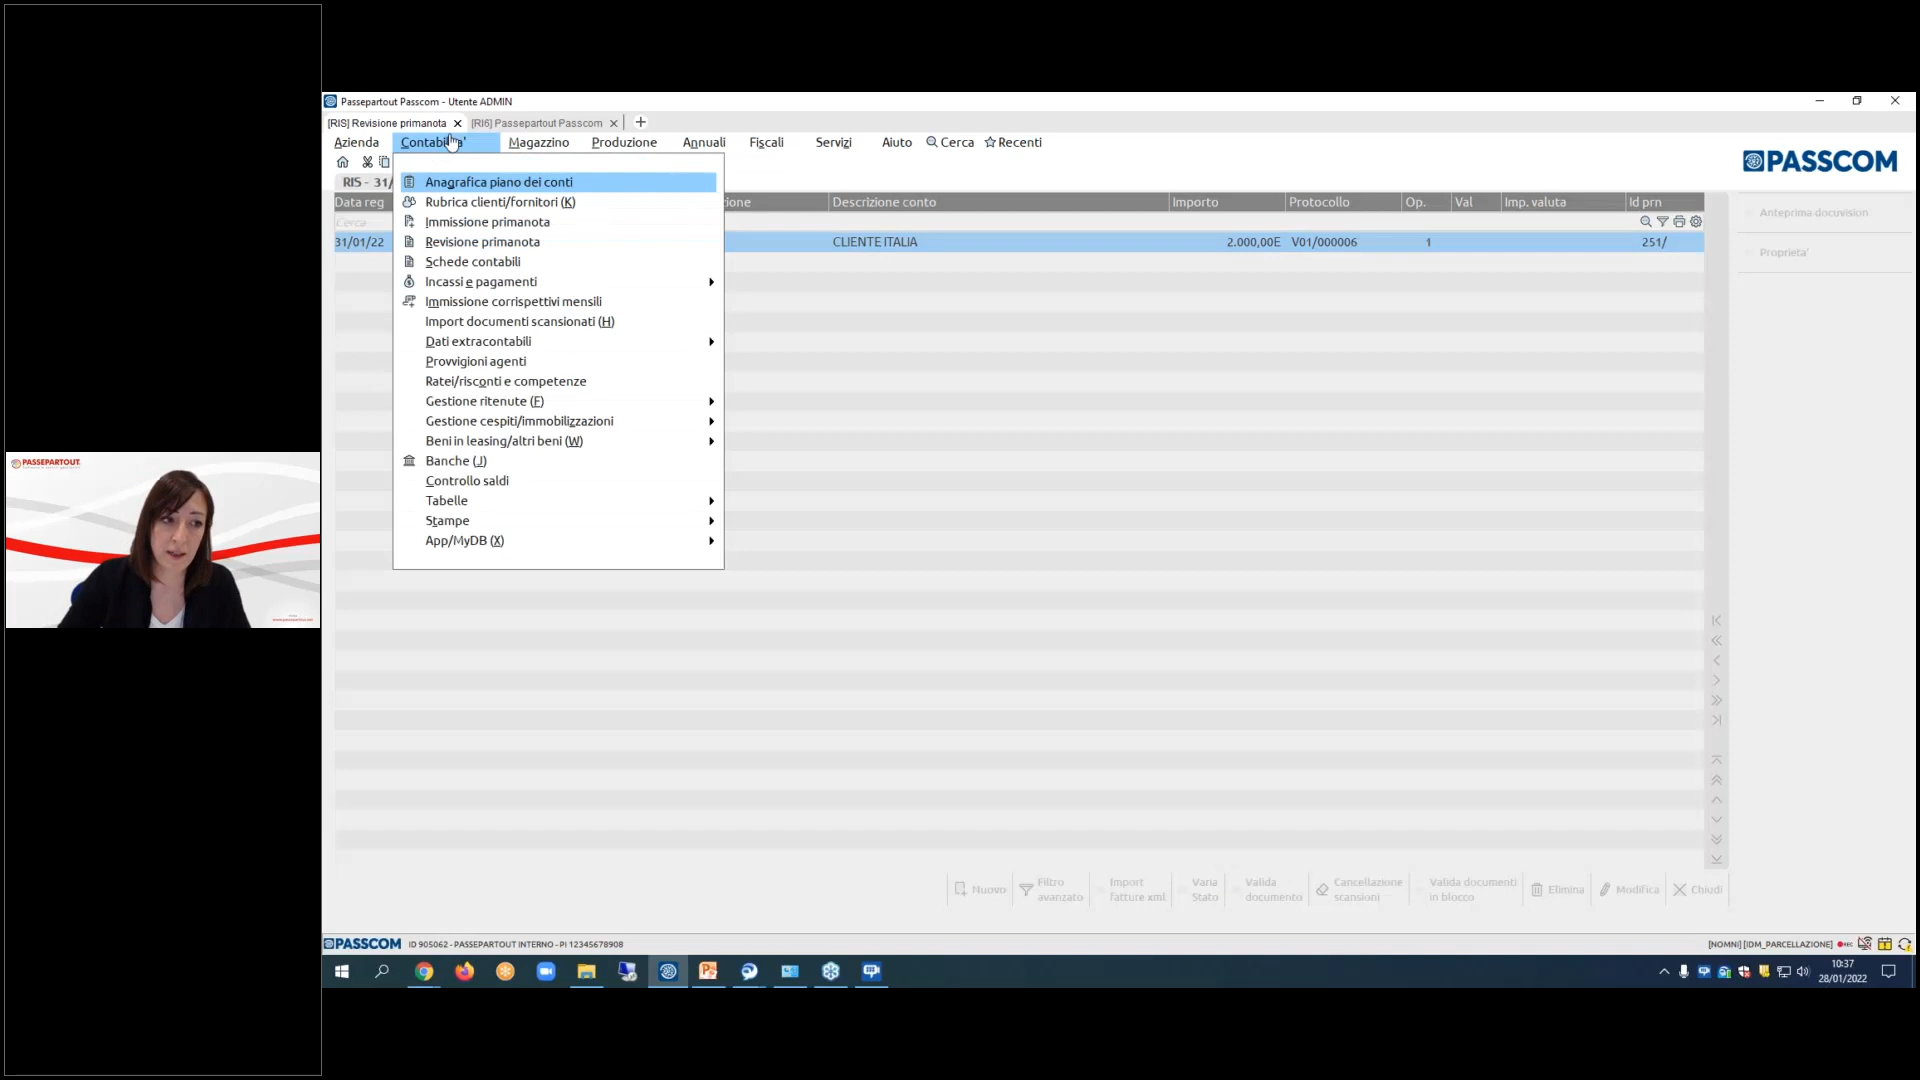 Passepartout Passcom - Utente ADMIN
[RIS] Revisione primanota
[RI6] Passepartout Passcom
Azienda Contabilita' Magazzino Produzione Annuali Fiscali Servizi Aiuto Cerca Recenti
PASSCOM
RIS - 31/
Data reg Descrizione conto Importo Protocollo Op. Val Imp. valuta Id prn
Cerca
31/01/22 CLIENTE ITALIA 2.000,00E V01/000006 1 251/
Anteprima docuvision
Proprieta'
Anagrafica piano dei conti
Rubrica clienti/fornitori (K)
Immissione primanota
Revisione primanota
Schede contabili
Incassi e pagamenti
Immissione corrispettivi mensili
Import documenti scansionati (H)
Dati extracontabili
Provvigioni agenti
Ratei/risconti e competenze
Gestione ritenute (F)
Gestione cespiti/immobilizzazioni
Beni in leasing/altri beni (W)
Banche (J)
Controllo saldi
Tabelle
Stampe
App/MyDB (X)
PASSEPARTOUT
Nuovo
Filtro avanzato
Import fatture xml
Varia Stato
Valida documento
Cancellazione scansioni
Valida documenti in blocco
Elimina
Modifica
Chiudi
PASSCOM ID 905062 - PASSEPARTOUT INTERNO - PI 12345678908
[NOMNI] [IDM_PARCELLAZIONE] REC
10:37
28/01/2022